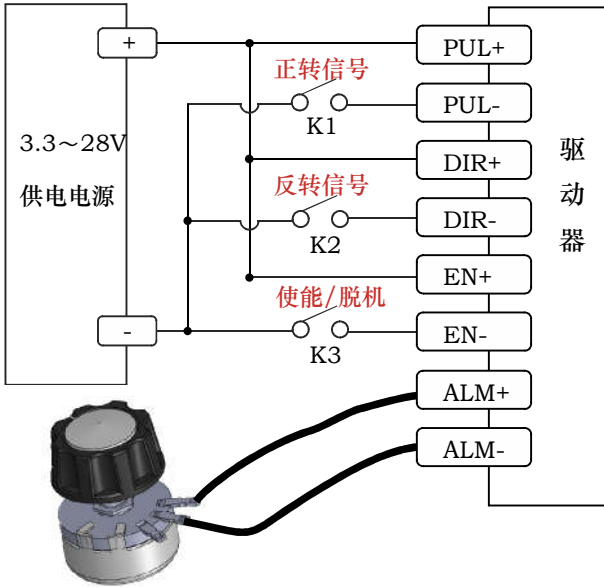 +
PUL+
正转信号
PUL-
K1
3.3～28V
供电电源
DIR+
反转信号
DIR-
K2
驱动器
EN+
使能/脱机
-
EN-
K3
ALM+
ALM-